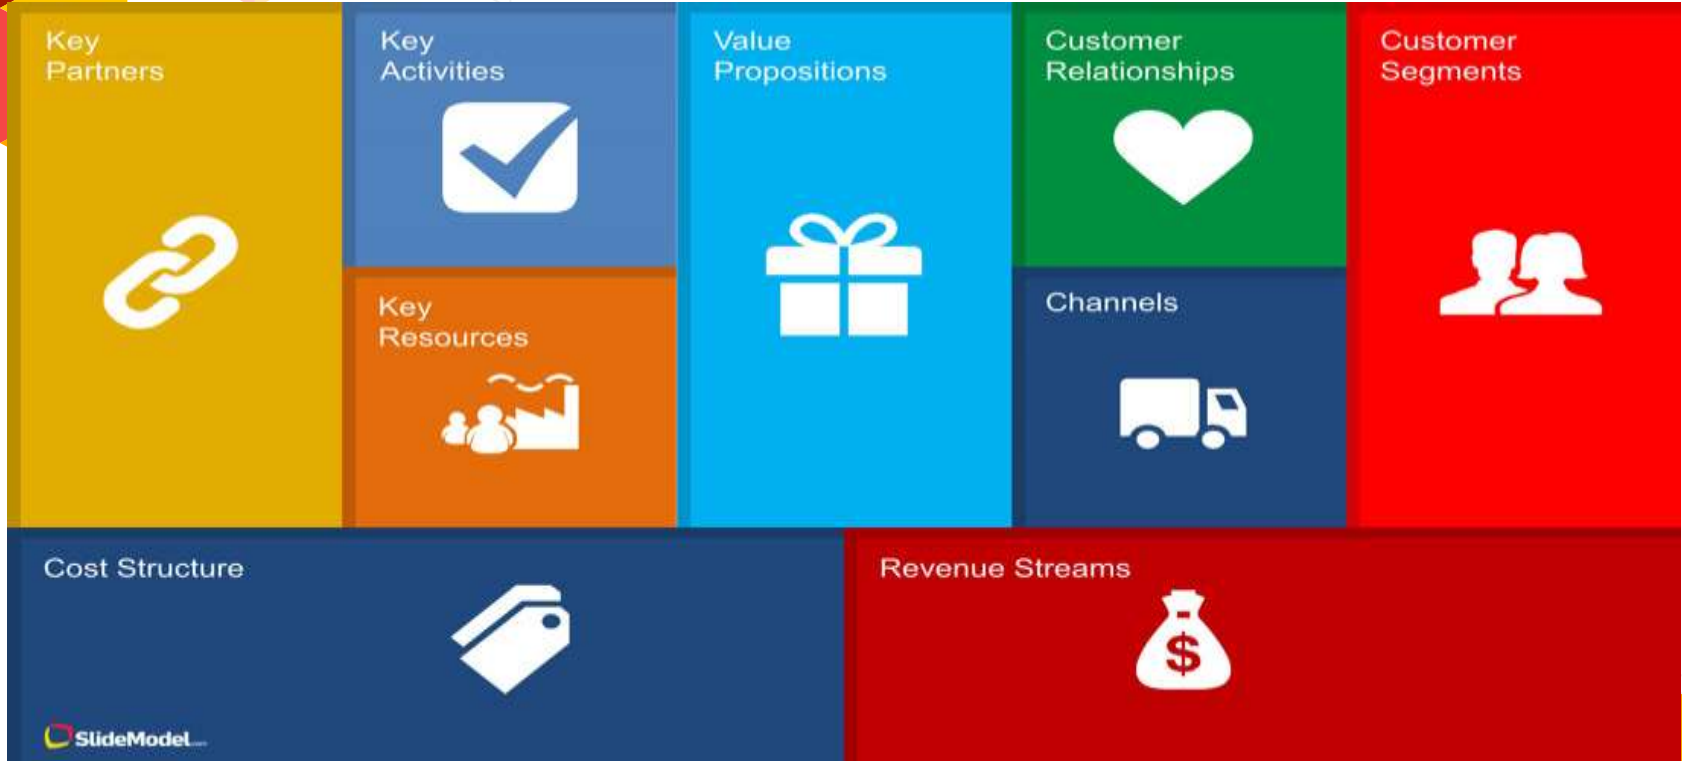 Key
Partners
Key
Activities
Key
Resources
Value
Propositions
Customer
Relationships
Channels
Customer
Segments
Cost Structure
Revenue Streams
$
SlideModel